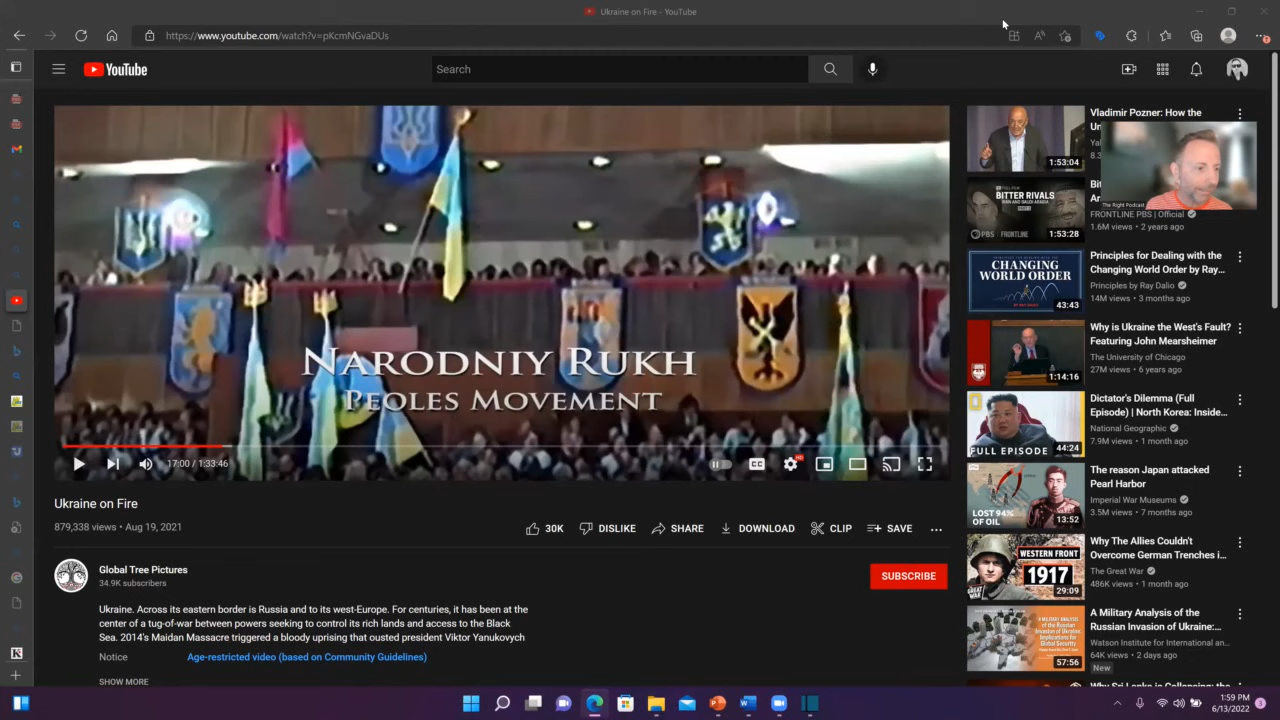 Ukraine on Fire - YouTube
https://www.youtube.com/watch?v=pKcmNGvaDUs
YouTube
Search
NARODNIY RUKH
PEOLES MOVEMENT
17:00 / 1:33:46
CC
HD
Ukraine on Fire
879,338 views • Aug 19, 2021
30K
DISLIKE
SHARE
DOWNLOAD
CLIP
SAVE
Global Tree Pictures
34.9K subscribers
SUBSCRIBE
Ukraine. Across its eastern border is Russia and to its west-Europe. For centuries, it has been at the
center of a tug-of-war between powers seeking to control its rich lands and access to the Black
Sea. 2014's Maidan Massacre triggered a bloody uprising that ousted president Viktor Yanukovych
Notice
Age-restricted video (based on Community Guidelines)
SHOW MORE
Vladimir Pozner: How the
1:53:04
The Right Podcast
BITTER RIVALS
IRAN AND SAUDI ARABIA
PBS FRONTLINE
1:53:28
FRONTLINE PBS | Official
1.6M views • 2 years ago
CHANGING
WORLD ORDER
43:43
Principles for Dealing with the
Changing World Order by Ray...
Principles by Ray Dalio
14M views • 3 months ago
1:14:16
Why is Ukraine the West's Fault?
Featuring John Mearsheimer
The University of Chicago
27M views • 6 years ago
FULL EPISODE
44:24
Dictator's Dilemma (Full
Episode) | North Korea: Inside...
National Geographic
7.9M views • 1 month ago
LOST 94%
OF OIL
13:52
The reason Japan attacked
Pearl Harbor
Imperial War Museums
3.5M views • 7 months ago
WESTERN FRONT
1917
GREAT WAR
29:09
Why The Allies Couldn't
Overcome German Trenches i...
The Great War
486K views • 1 month ago
57:56
A Military Analysis of the
Russian Invasion of Ukraine:...
Watson Institute for International an...
64K views • 2 days ago
New
1:59 PM
6/13/2022